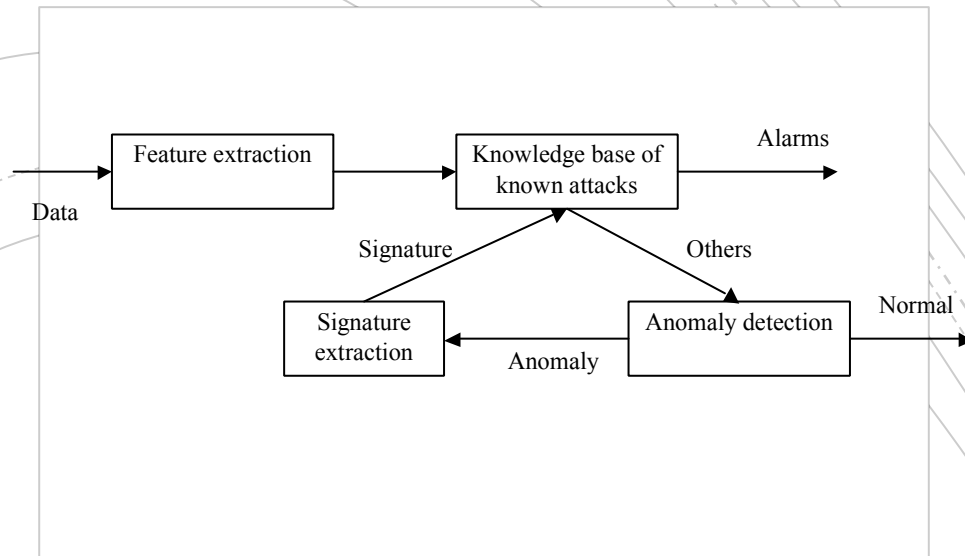 Feature extraction
Knowledge base of
known attacks
Alarms
Data
Signature
Others
Normal
Signature
extraction
Anomaly detection
Anomaly